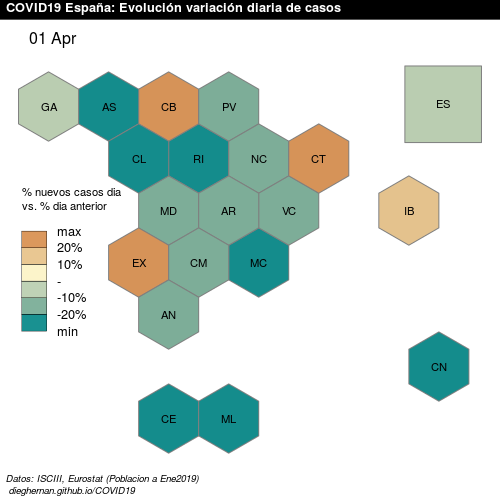 COVID19 España: Evolución variación diaria de casos
01 Apr
GA AS CB PV ES
CL RI NC CT
% nuevos casos dia
vs. % dia anterior
MD AR VC IB
max
20%
10%
-
-10%
-20%
min
EX CM MC
AN
CN
CE ML
Datos: ISCIII, Eurostat (Poblacion a Ene2019)
dieghernan.github.io/COVID19